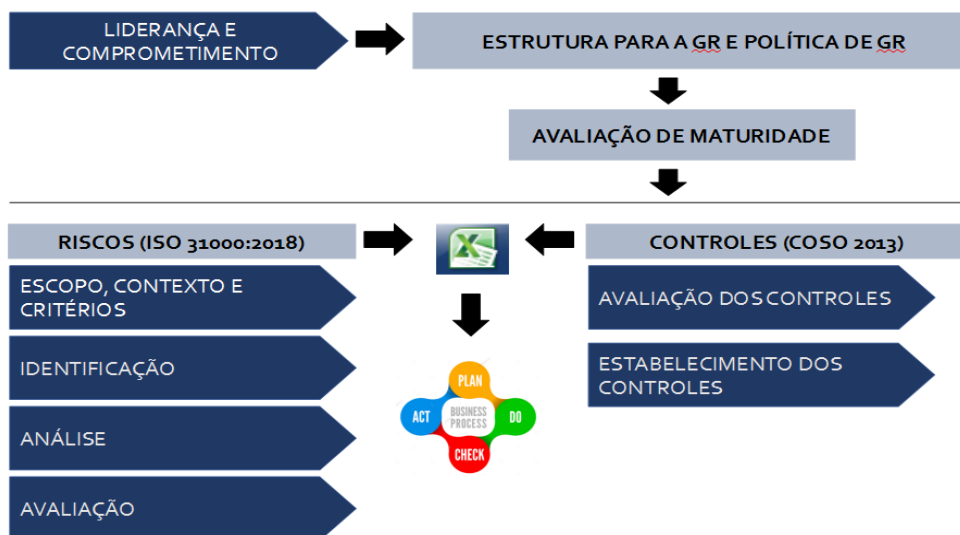 LIDERANÇA E
COMPROMETIMENTO
ESTRUTURA PARA A GR E POLÍTICA DE GR
AVALIAÇÃO DE MATURIDADE
RISCOS (ISO 31000:2018)
CONTROLES (COSO 2013)
ESCOPO, CONTEXTO E
CRITÉRIOS
IDENTIFICAÇÃO
ANÁLISE
AVALIAÇÃO
AVALIAÇÃO DOS CONTROLES
ESTABELECIMENTO DOS
CONTROLES
PLAN
ACT
BUSINESS
PROCESS
DO
CHECK